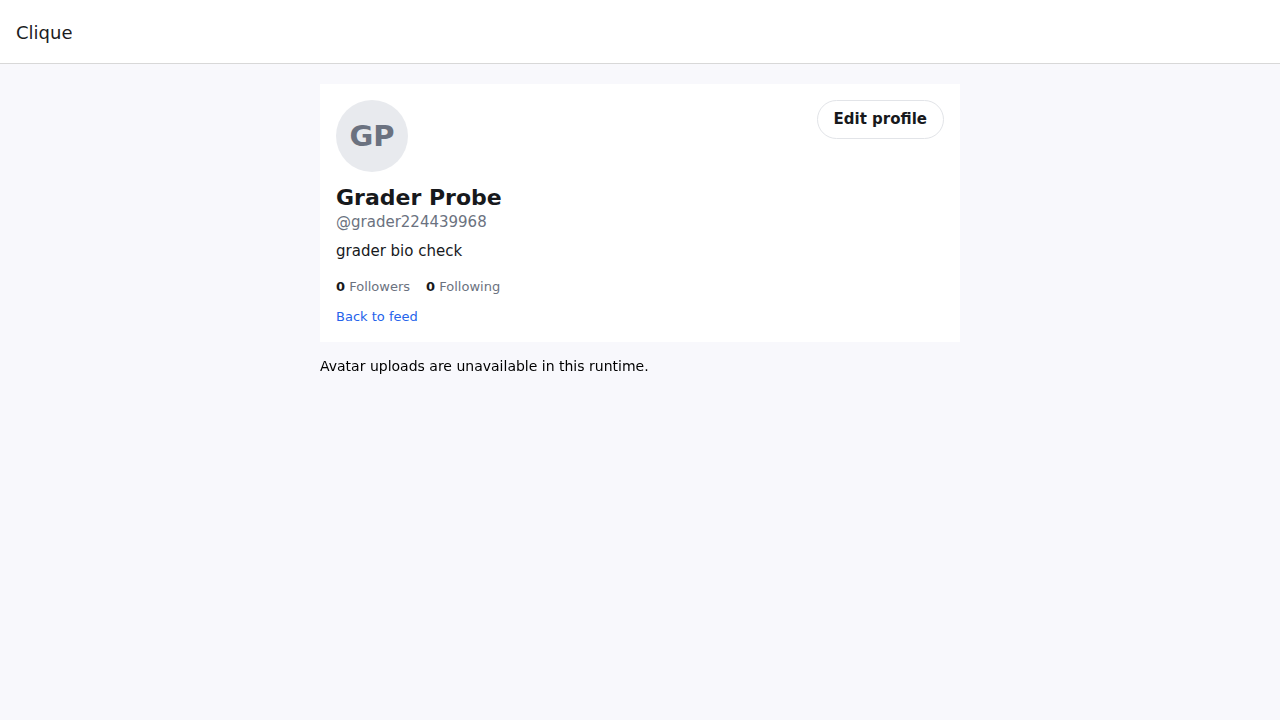 Clique
GP
Edit profile
Grader Probe
@grader224439968
grader bio check
0 Followers 0 Following
Back to feed
Avatar uploads are unavailable in this runtime.